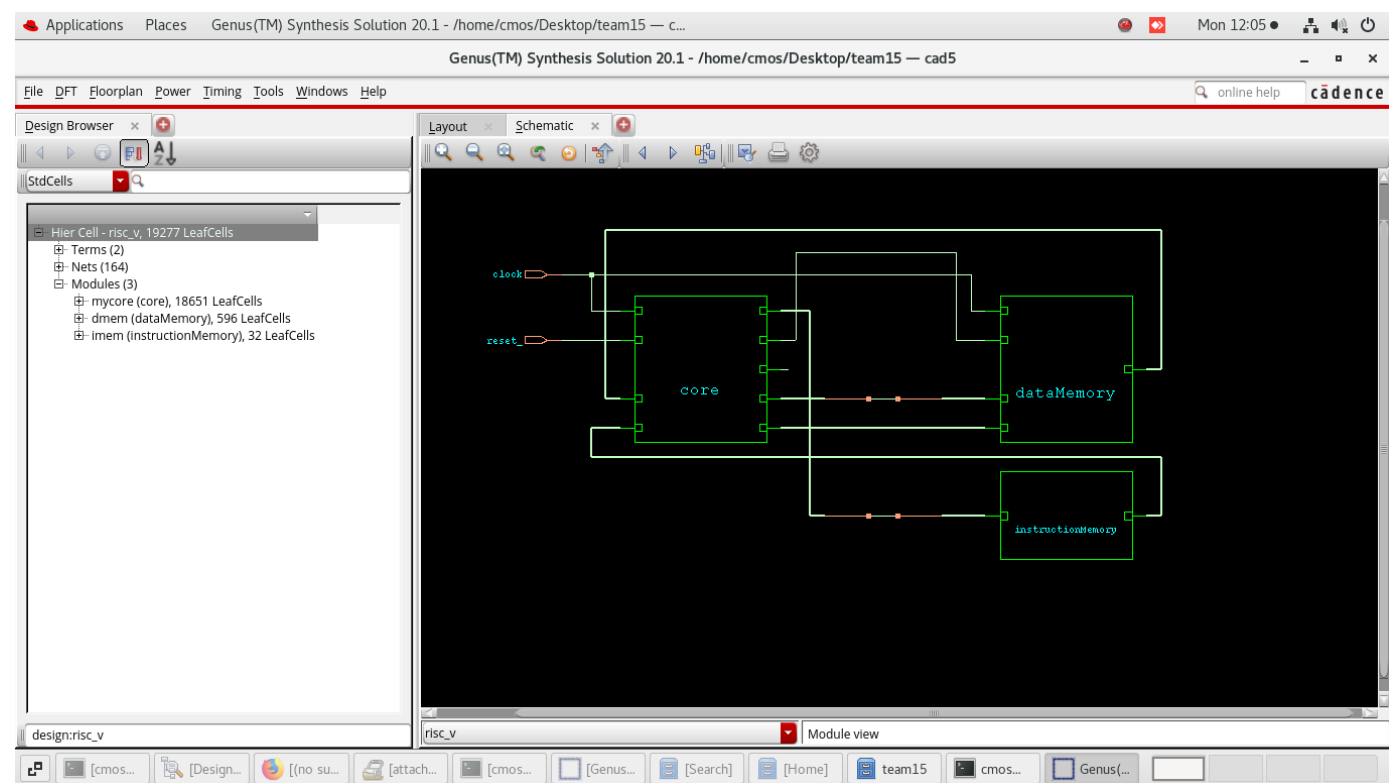 Applications Places Genus(TM) Synthesis Solution 20.1 - /home/cmos/Desktop/team15 — c... Mon 12:05
Genus(TM) Synthesis Solution 20.1 - /home/cmos/Desktop/team15 — cad5
File DFT Floorplan Power Timing Tools Windows Help online help cādence
Design Browser
Layout Schematic
StdCells
Hier Cell - risc_v, 19277 LeafCells
Terms (2)
Nets (164)
Modules (3)
mycore (core), 18651 LeafCells
dmem (dataMemory), 596 LeafCells
imem (instructionMemory), 32 LeafCells
clock
reset_
core
dataMemory
instructionMemory
design:risc_v
risc_v Module view
[cmos... [Design... [(no su... [attach... [cmos... [Genus... [Search] [Home] team15 cmos... Genus(...